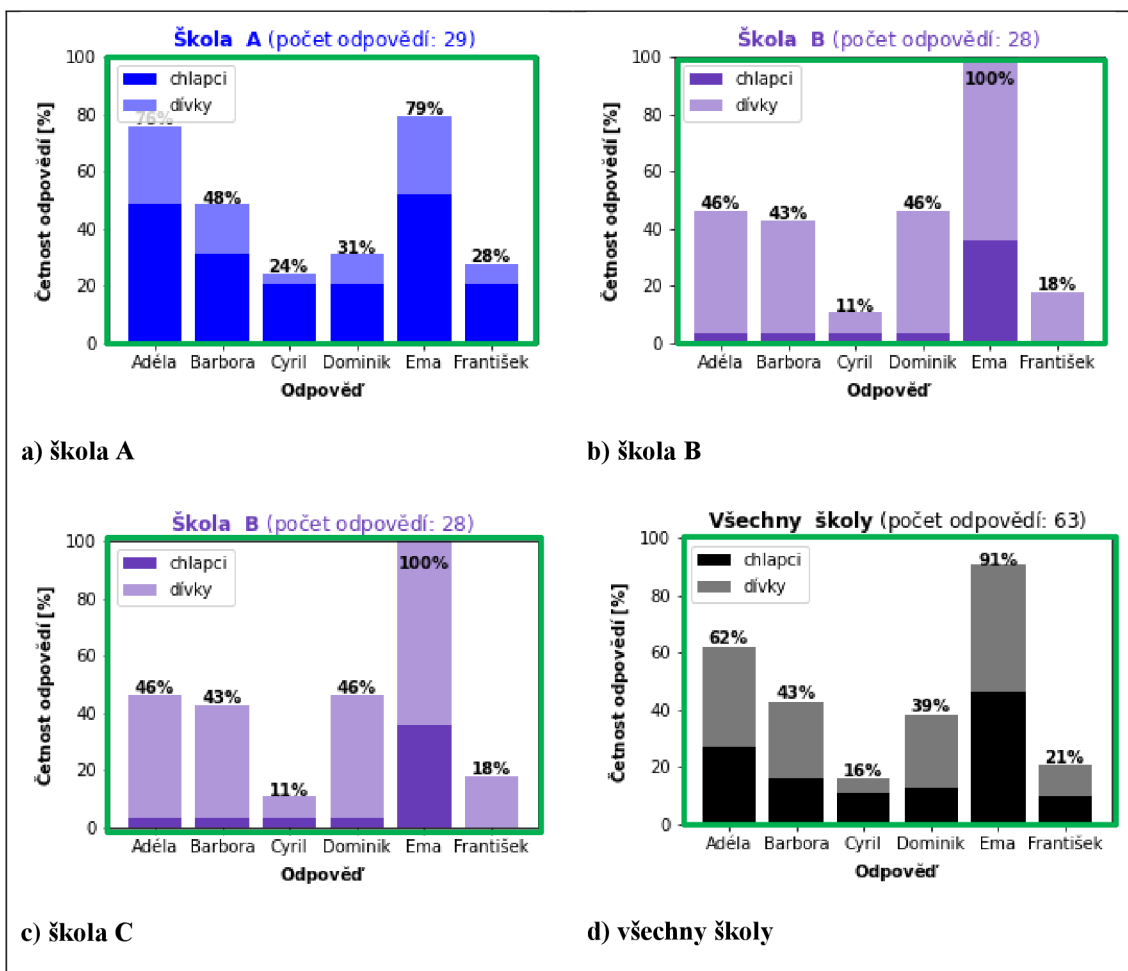 Škola A (počet odpovědí: 29)
100
80
60
40
20
0
Četnost odpovědí [%]
chlapci
dívky
76%
48%
24%
31%
79%
28%
Adéla Barbora Cyril Dominik Ema František
Odpověď
a) škola A
Škola B (počet odpovědí: 28)
100
80
60
40
20
0
Četnost odpovědí [%]
chlapci
dívky
46%
43%
11%
46%
100%
18%
Adéla Barbora Cyril Dominik Ema František
Odpověď
b) škola B
Škola B (počet odpovědí: 28)
100
80
60
40
20
0
Četnost odpovědí [%]
chlapci
dívky
46%
43%
11%
46%
100%
18%
Adéla Barbora Cyril Dominik Ema František
Odpověď
c) škola C
Všechny školy (počet odpovědí: 63)
100
80
60
40
20
0
Četnost odpovědí [%]
chlapci
dívky
62%
43%
16%
39%
91%
21%
Adéla Barbora Cyril Dominik Ema František
Odpověď
d) všechny školy